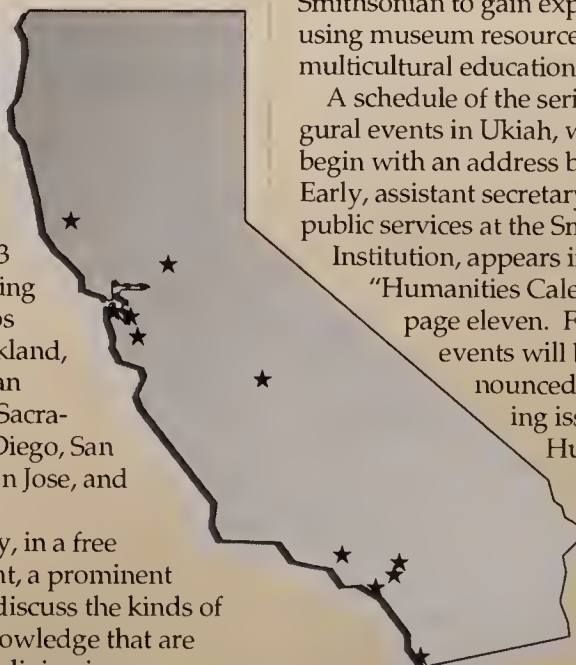 Smithsonian to gain exp
using museum resource
multicultural education
A schedule of the seri
gural events in Ukiah, w
begin with an address b
Early, assistant secretary
public services at the Sm
Institution, appears i
"Humanities Cale
page eleven. F
events will b
nounced
ing iss
Hu
3
ing
os
kland,
an
Sacra-
Diego, San
n Jose, and
y, in a free
nt, a prominent
discuss the kinds of
owledge that are